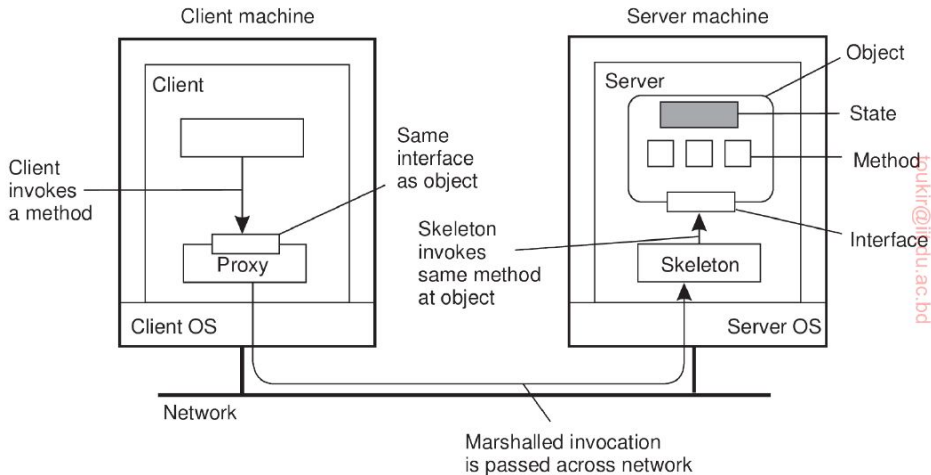 Client machine
Server machine
Client
Server
Object
State
Method
Interface
Client
invokes
a method
Same
interface
as object
Proxy
Skeleton
invokes
same method
at object
Skeleton
Client OS
Server OS
Network
Marshalled invocation
is passed across network